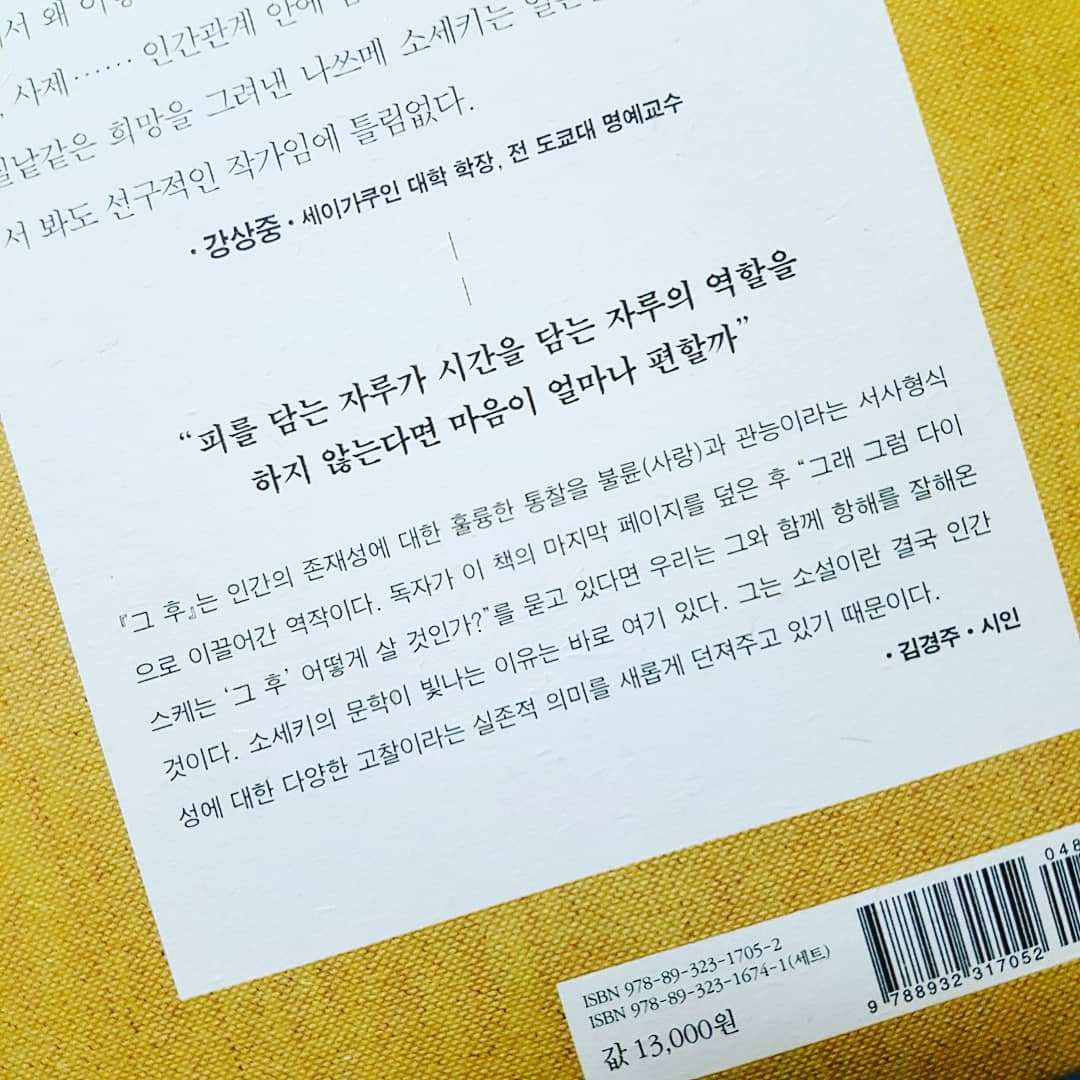 서 왜
사제…… 인간관계 안에
같은 희망을 그려낸 나쓰메 소세키는
서 봐도 선구적인 작가임에 틀림없다.
• 강상중 • 세이가쿠인 대학 학장, 전 도쿄대 명예교수
“피를 담는 자루가 시간을 담는 자루의 역할을
하지 않는다면 마음이 얼마나 편할까”
『그 후』는 인간의 존재성에 대한 훌륭한 통찰을 불륜(사랑)과 관능이라는 서사형식
으로 이끌어간 역작이다. 독자가 이 책의 마지막 페이지를 덮은 후 “그래 그럼 다이
스케는 ‘그 후’ 어떻게 살 것인가?”를 묻고 있다면 우리는 그와 함께 항해를 잘해온
것이다. 소세키의 문학이 빛나는 이유는 바로 여기 있다. 그는 소설이란 결국 인간
성에 대한 다양한 고찰이라는 실존적 의미를 새롭게 던져주고 있기 때문이다.
• 김경주 • 시인
ISBN 978-89-323-1705-2
ISBN 978-89-323-1674-1(세트)
값 13,000원
048
9 788932 317052